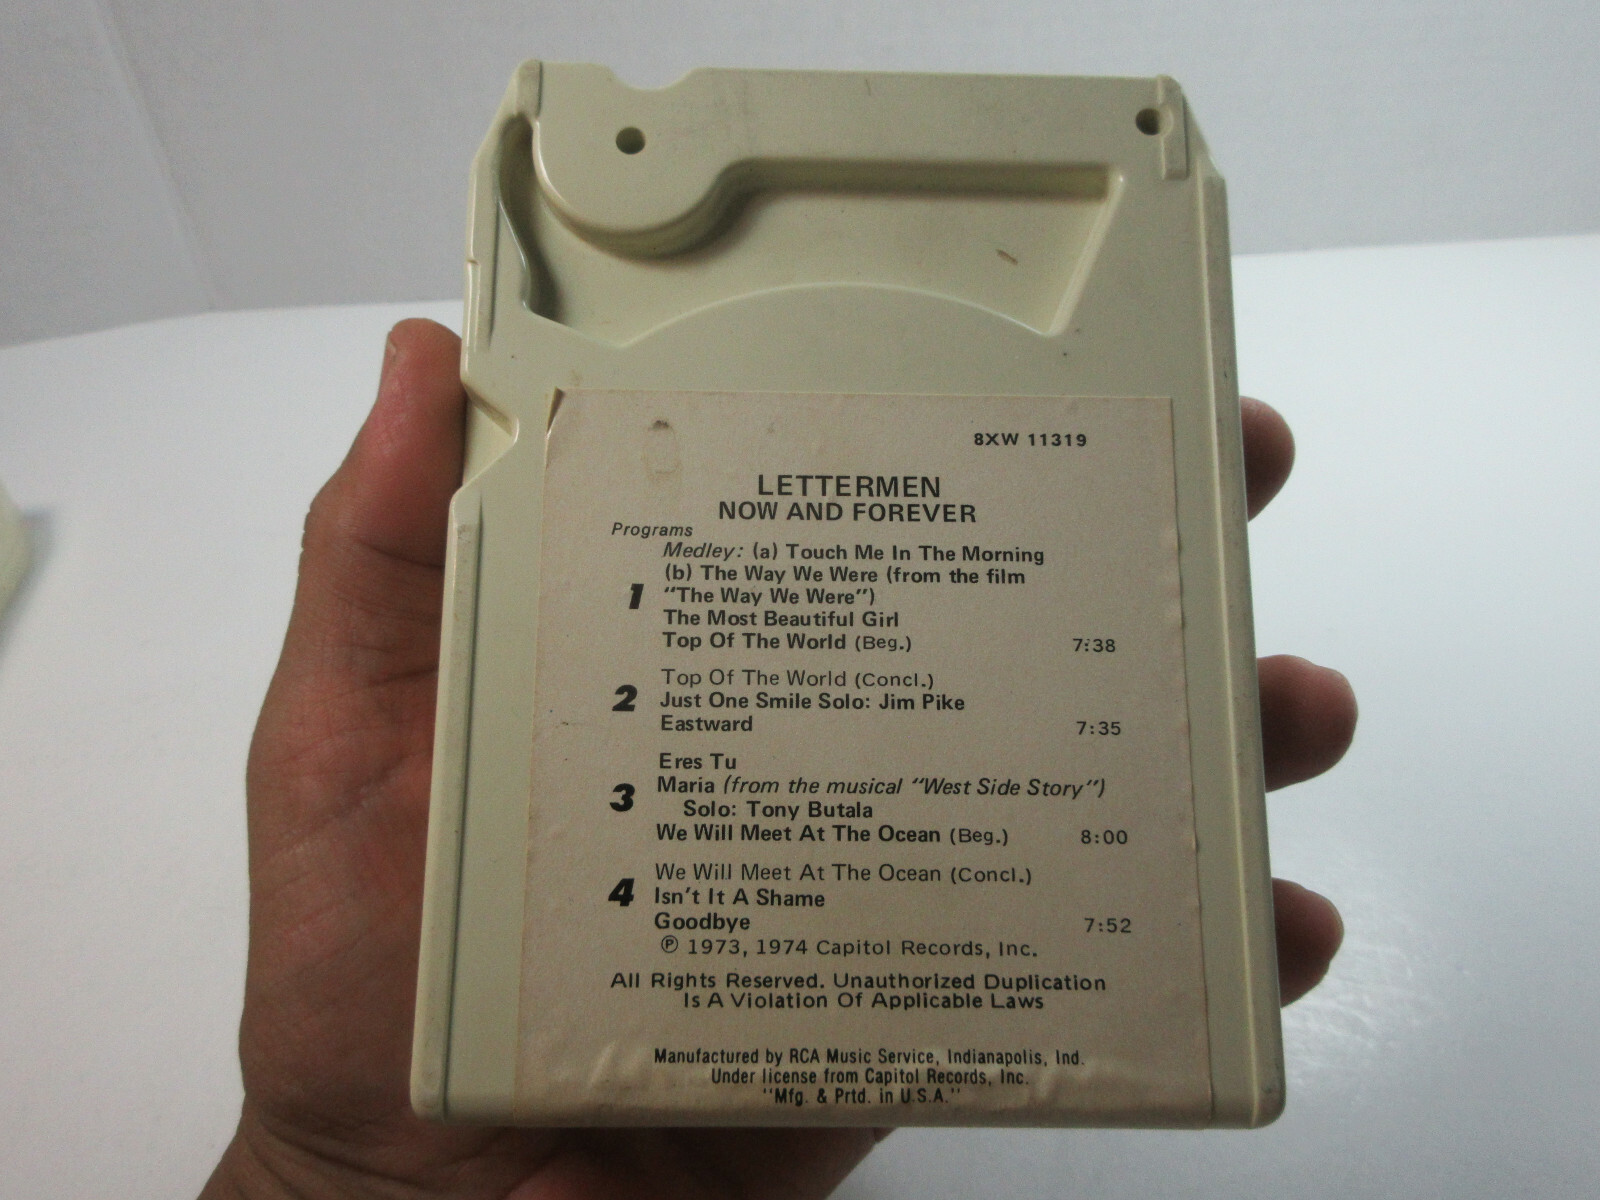 8XW 11319
LETTERMEN
NOW AND FOREVER
Programs
Medley: (a) Touch Me In The Morning
(b) The Way We Were (from the film
1 "The Way We Were")
The Most Beautiful Girl
Top Of The World (Beg.) 7:38
Top Of The World (Concl.)
2 Just One Smile Solo: Jim Pike
Eastward 7:35
Eres Tu
3 Maria (from the musical "West Side Story")
Solo: Tony Butala
We Will Meet At The Ocean (Beg.) 8:00
We Will Meet At The Ocean (Concl.)
4 Isn't It A Shame
Goodbye 7:52
℗ 1973, 1974 Capitol Records, Inc.
All Rights Reserved. Unauthorized Duplication
Is A Violation Of Applicable Laws
Manufactured by RCA Music Service, Indianapolis, Ind.
Under license from Capitol Records, Inc.
"Mfg. & Prtd. in U.S.A."